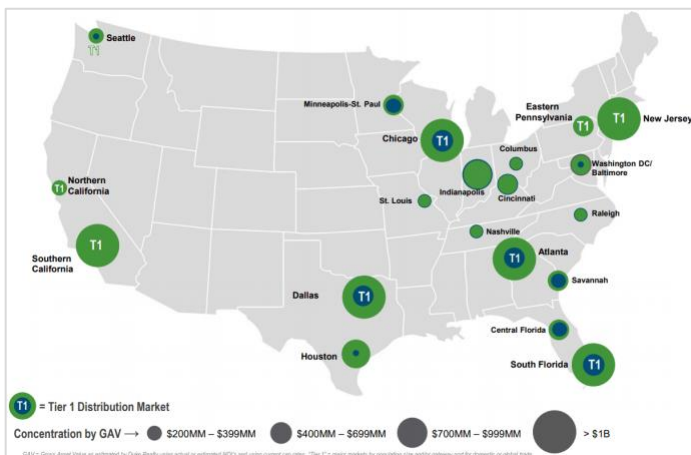 Seattle
T1
Minneapolis-St. Paul
Eastern
Pennsylvania
T1
T1
New Jersey
Chicago
T1
Columbus
Washington DC/
Baltimore
T1
Northern
California
Indianapolis
Cincinnati
St. Louis
Raleigh
Southern
California
T1
Nashville
Atlanta
T1
Dallas
T1
Savannah
Central Florida
Houston
South Florida
T1
T1 = Tier 1 Distribution Market
Concentration by GAV → $200MM – $399MM $400MM – $699MM $700MM – $999MM > $1B